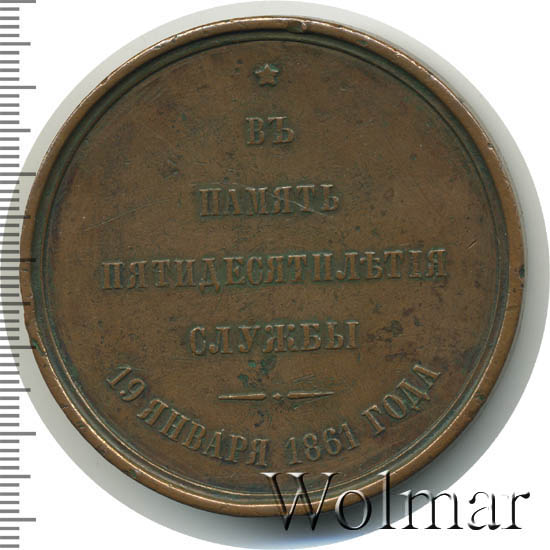 ВЪ
ПАМЯТЬ
ПЯТИДЕСЯТИЛѢТІЯ
СЛУЖБЫ
19 ЯНВАРЯ 1861 ГОДА
Wolmar